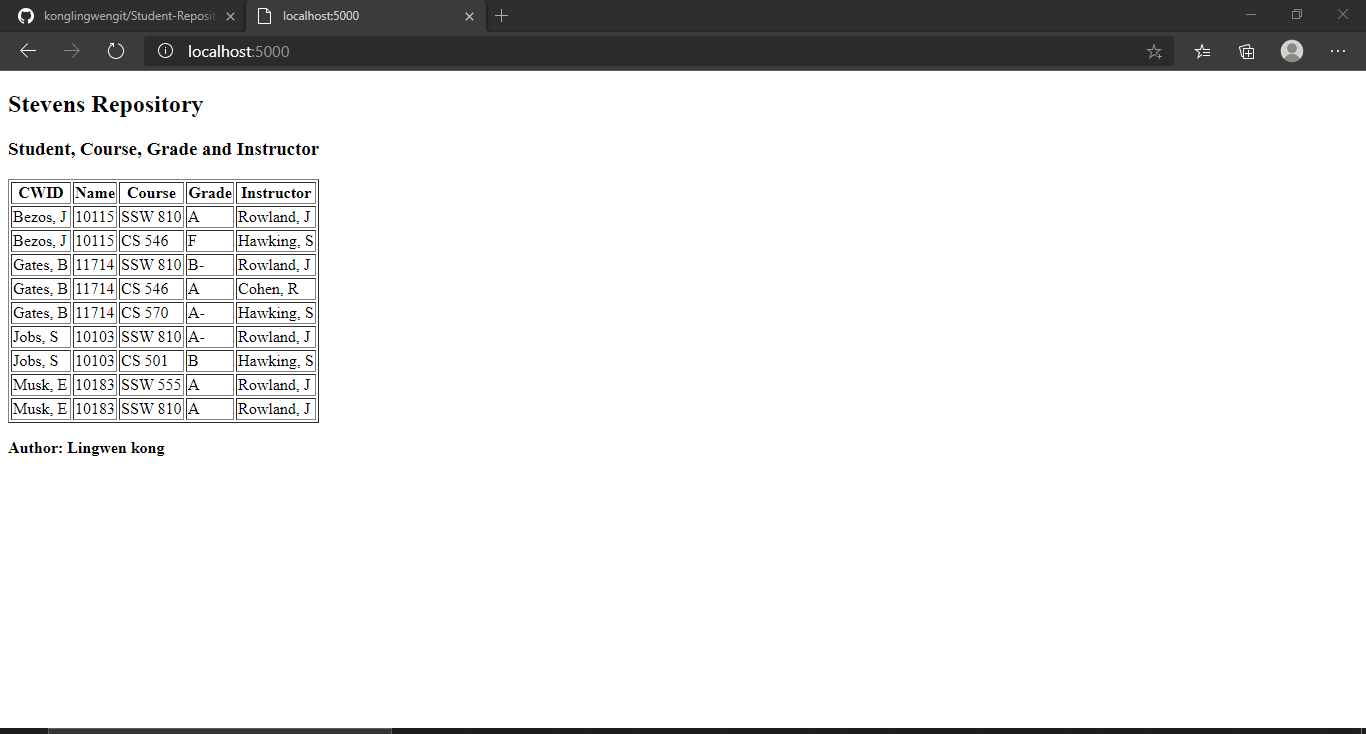 konglingwengit/Student-Reposit
localhost:5000
localhost:5000
Stevens Repository
Student, Course, Grade and Instructor
CWID Name Course Grade Instructor
Bezos, J 10115 SSW 810 A Rowland, J
Bezos, J 10115 CS 546 F Hawking, S
Gates, B 11714 SSW 810 B- Rowland, J
Gates, B 11714 CS 546 A Cohen, R
Gates, B 11714 CS 570 A- Hawking, S
Jobs, S 10103 SSW 810 A- Rowland, J
Jobs, S 10103 CS 501 B Hawking, S
Musk, E 10183 SSW 555 A Rowland, J
Musk, E 10183 SSW 810 A Rowland, J
Author: Lingwen kong